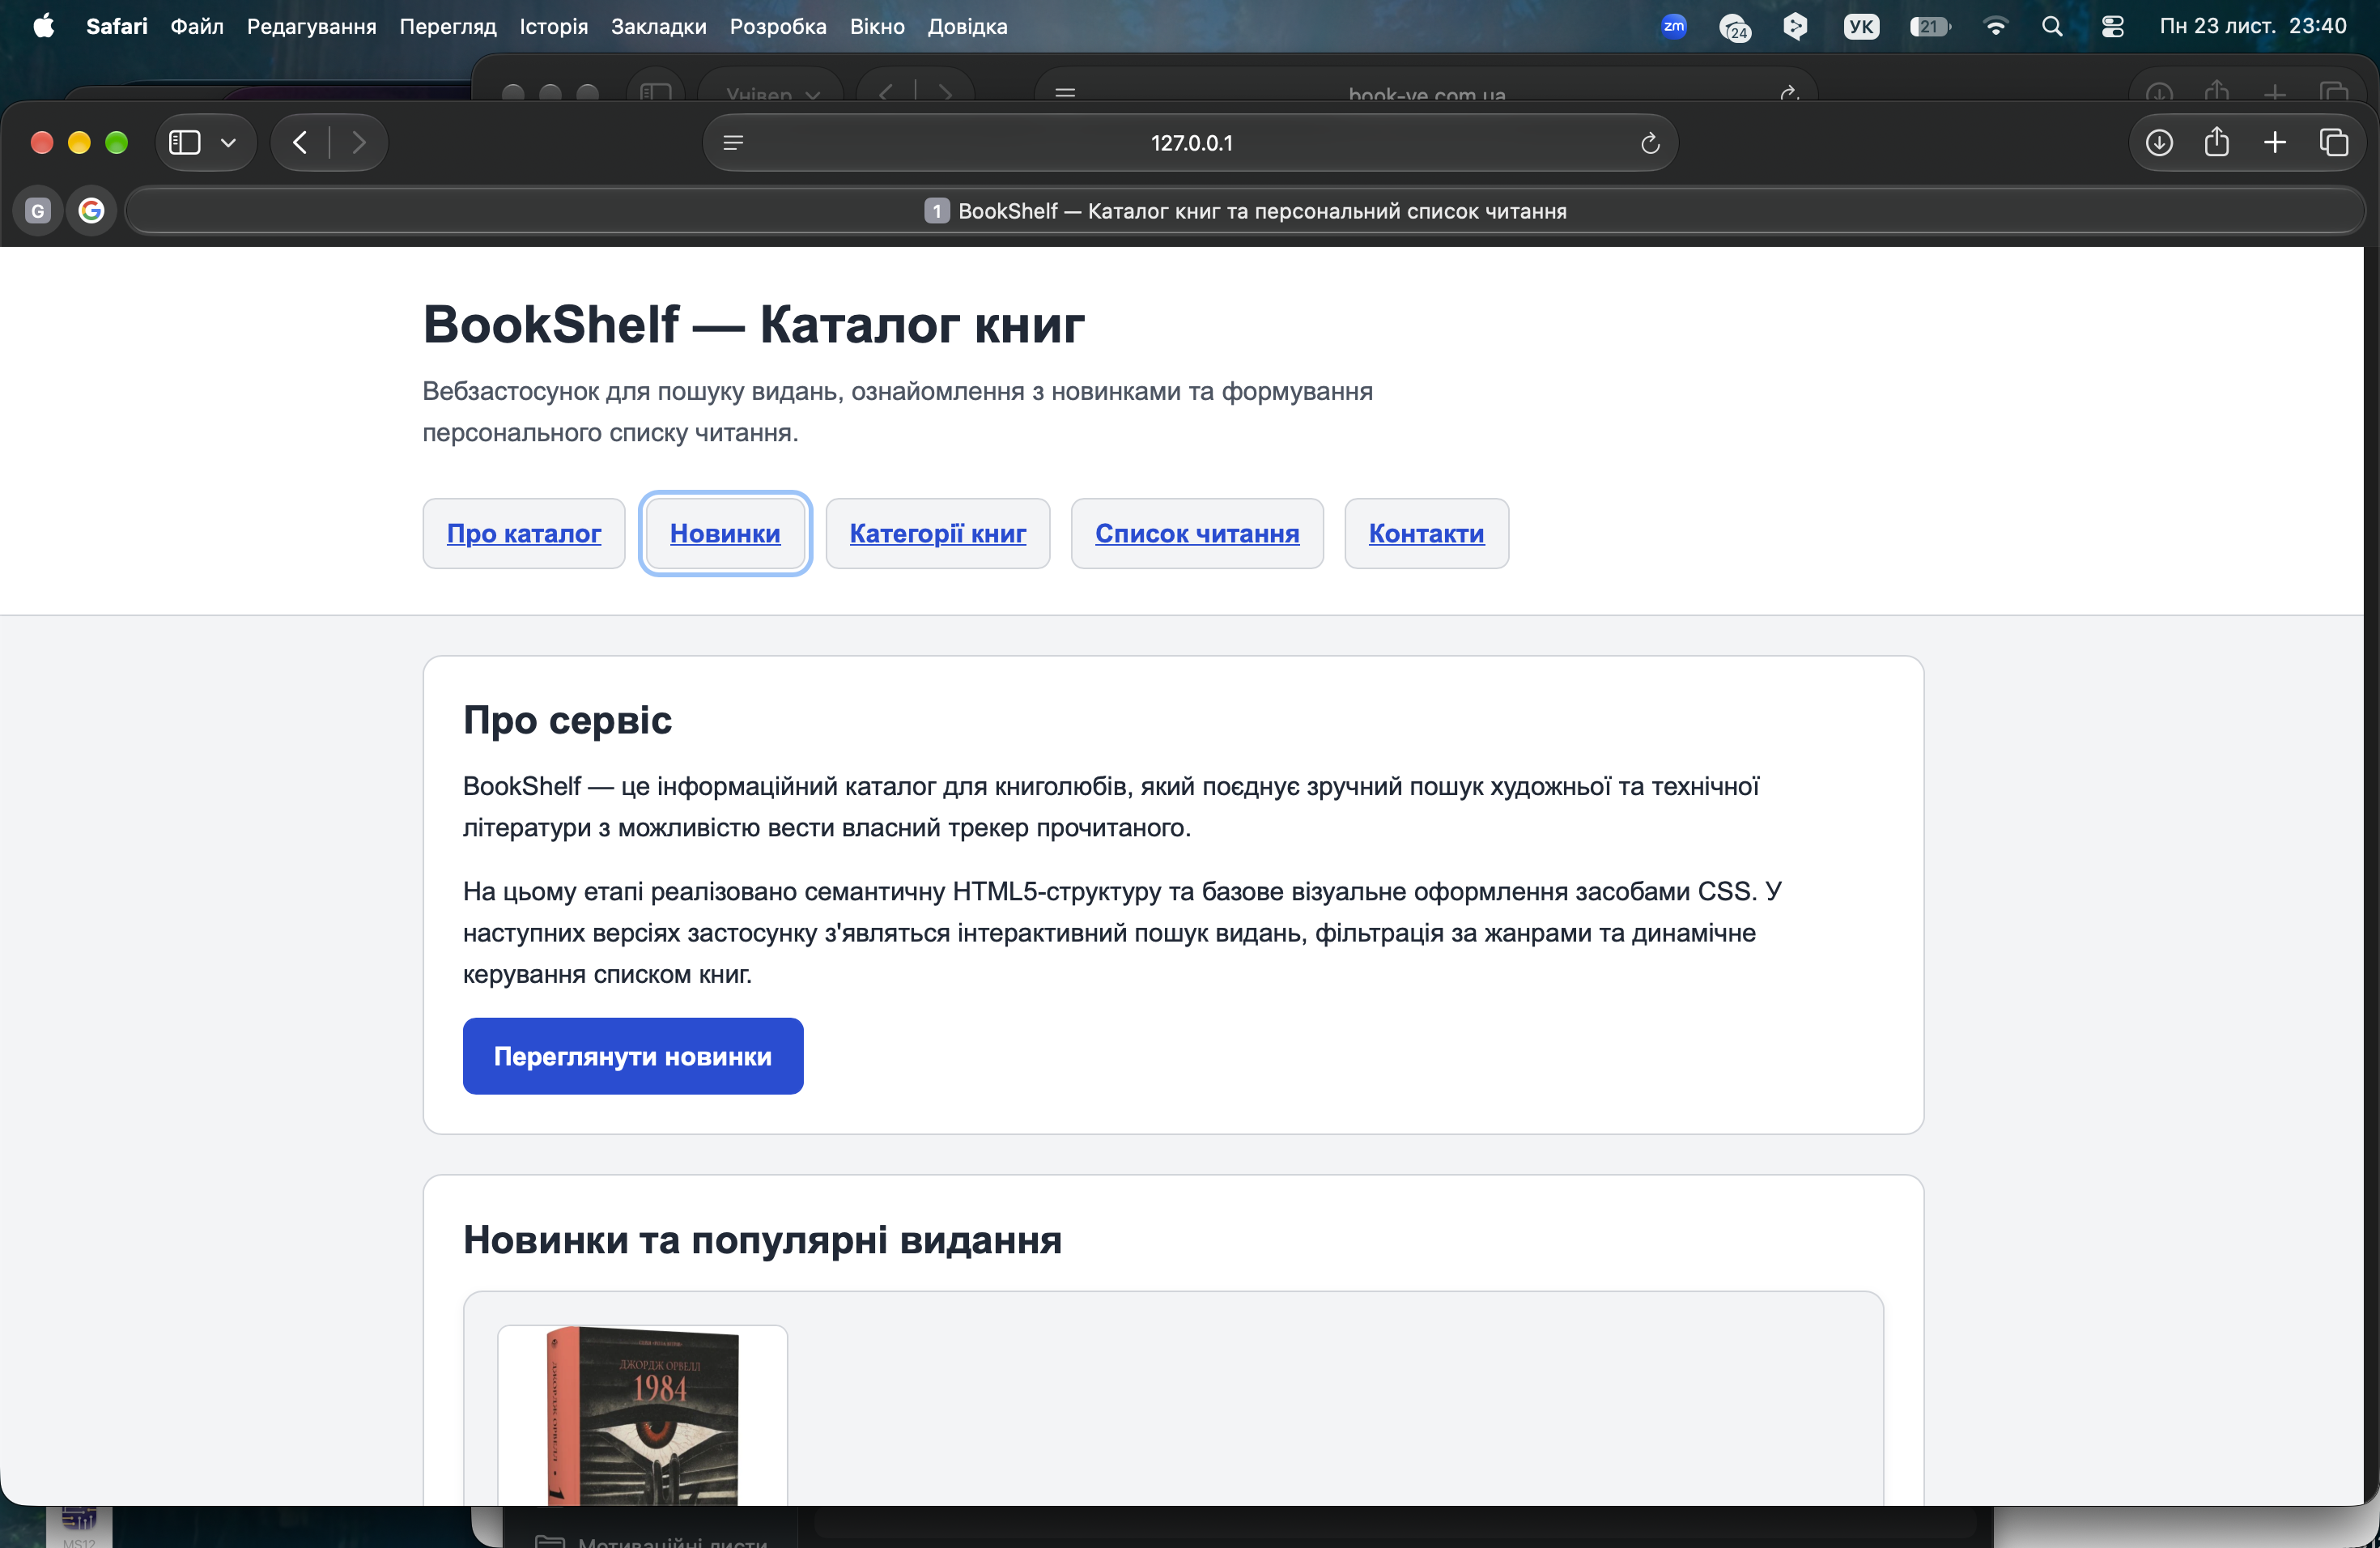 Safari Файл Редагування Перегляд Історія Закладки Розробка Вікно Довідка
zm 24 УК 21 Пн 23 лист. 23:40
Універ book-ye.com.ua
127.0.0.1
G 1 BookShelf — Каталог книг та персональний список читання
BookShelf — Каталог книг
Вебзастосунок для пошуку видань, ознайомлення з новинками та формування
персонального списку читання.
Про каталог Новинки Категорії книг Список читання Контакти
Про сервіс
BookShelf — це інформаційний каталог для книголюбів, який поєднує зручний пошук художньої та технічної
літератури з можливістю вести власний трекер прочитаного.
На цьому етапі реалізовано семантичну HTML5-структуру та базове візуальне оформлення засобами CSS. У
наступних версіях застосунку з'являться інтерактивний пошук видань, фільтрація за жанрами та динамічне
керування списком книг.
Переглянути новинки
Новинки та популярні видання
ДЖОРДЖ ОРВЕЛЛ
1984
MS12
Мотиваційні листи